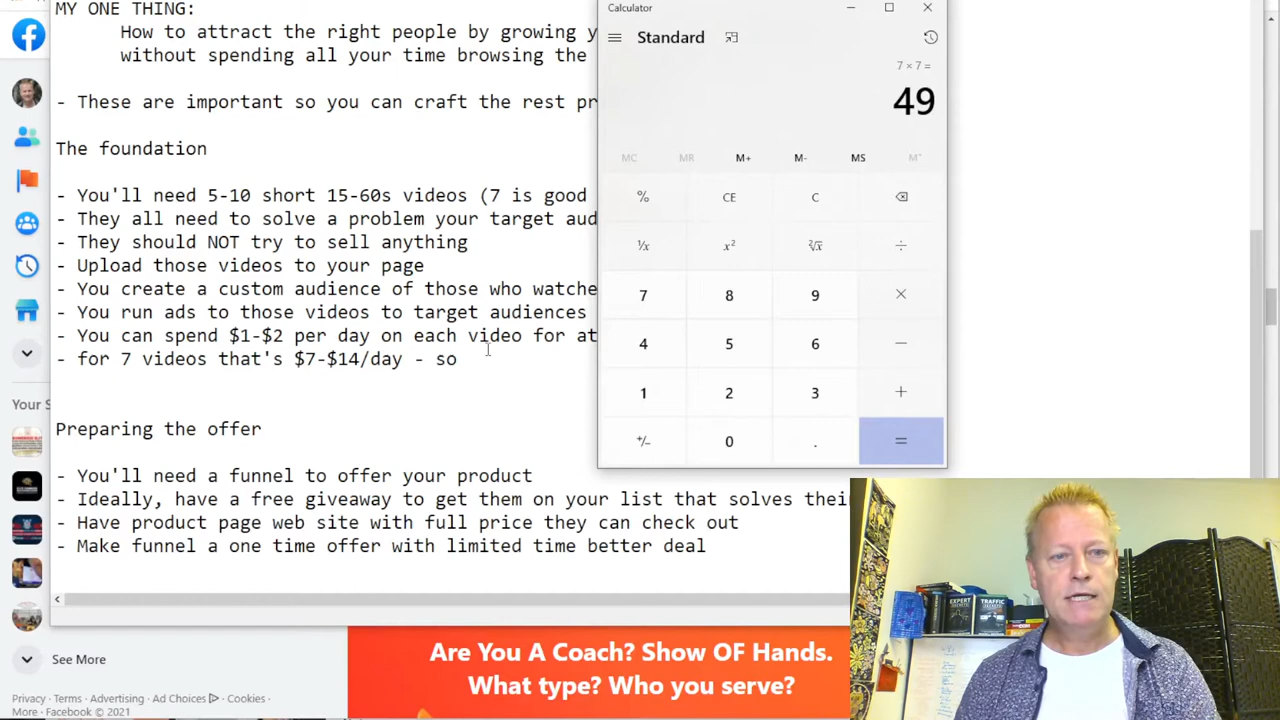 MY ONE THING:
How to attract the right people by growing y
without spending all your time browsing the
- These are important so you can craft the rest pr
The foundation
- You'll need 5-10 short 15-60s videos (7 is good
- They all need to solve a problem your target aud
- They should NOT try to sell anything
- Upload those videos to your page
- You create a custom audience of those who watche
- You run ads to those videos to target audiences
- You can spend $1-$2 per day on each video for at
- for 7 videos that's $7-$14/day - so
Preparing the offer
- You'll need a funnel to offer your product
- Ideally, have a free giveaway to get them on your list that solves their
- Have product page web site with full price they can check out
- Make funnel a one time offer with limited time better deal
Calculator
Standard
7 × 7 =
49
MC MR M+ M- MS M˅
% CE C
¹/x x² ²√x ÷
7 8 9 ×
4 5 6 −
1 2 3 +
+/− 0 . =
Your S
See More
Privacy · Terms · Advertising · Ad Choices · Cookies ·
More · Facebook © 2021
Are You A Coach? Show OF Hands.
What type? Who you serve?
EXPERT
SECRETS
TRAFFIC
SECRETS